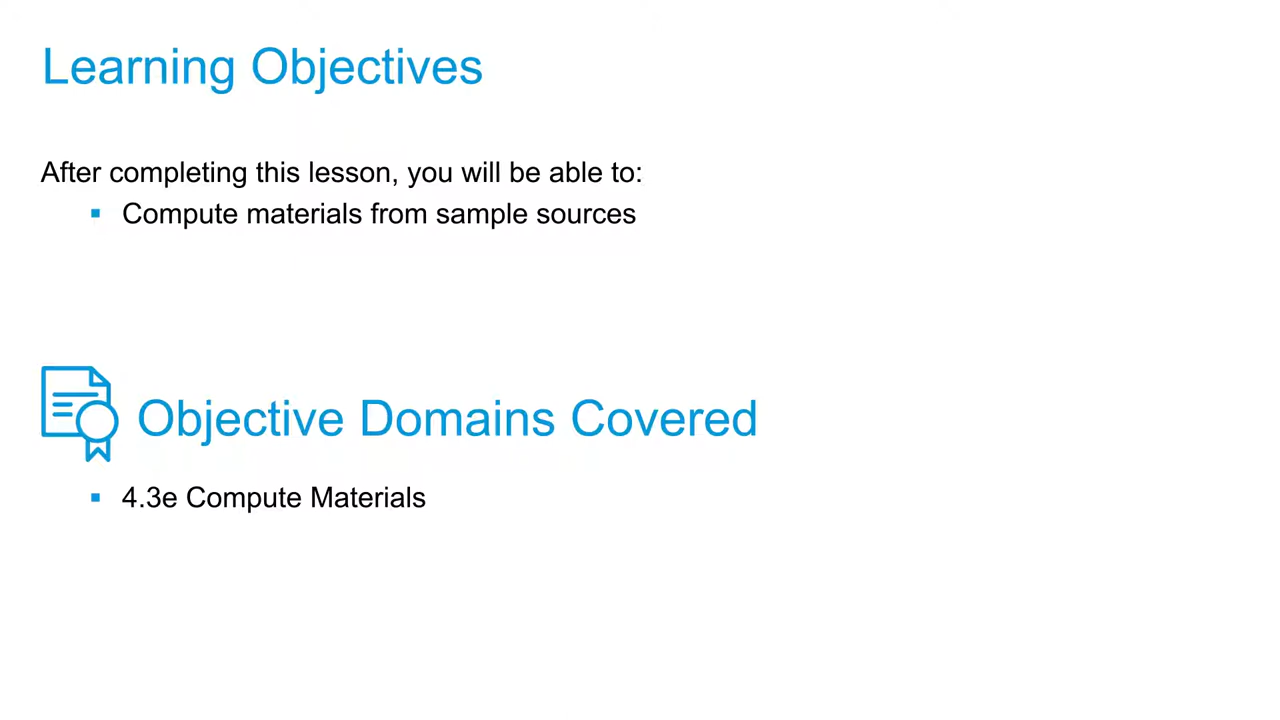 Learning Objectives
After completing this lesson, you will be able to:
▪ Compute materials from sample sources
Objective Domains Covered
▪ 4.3e Compute Materials